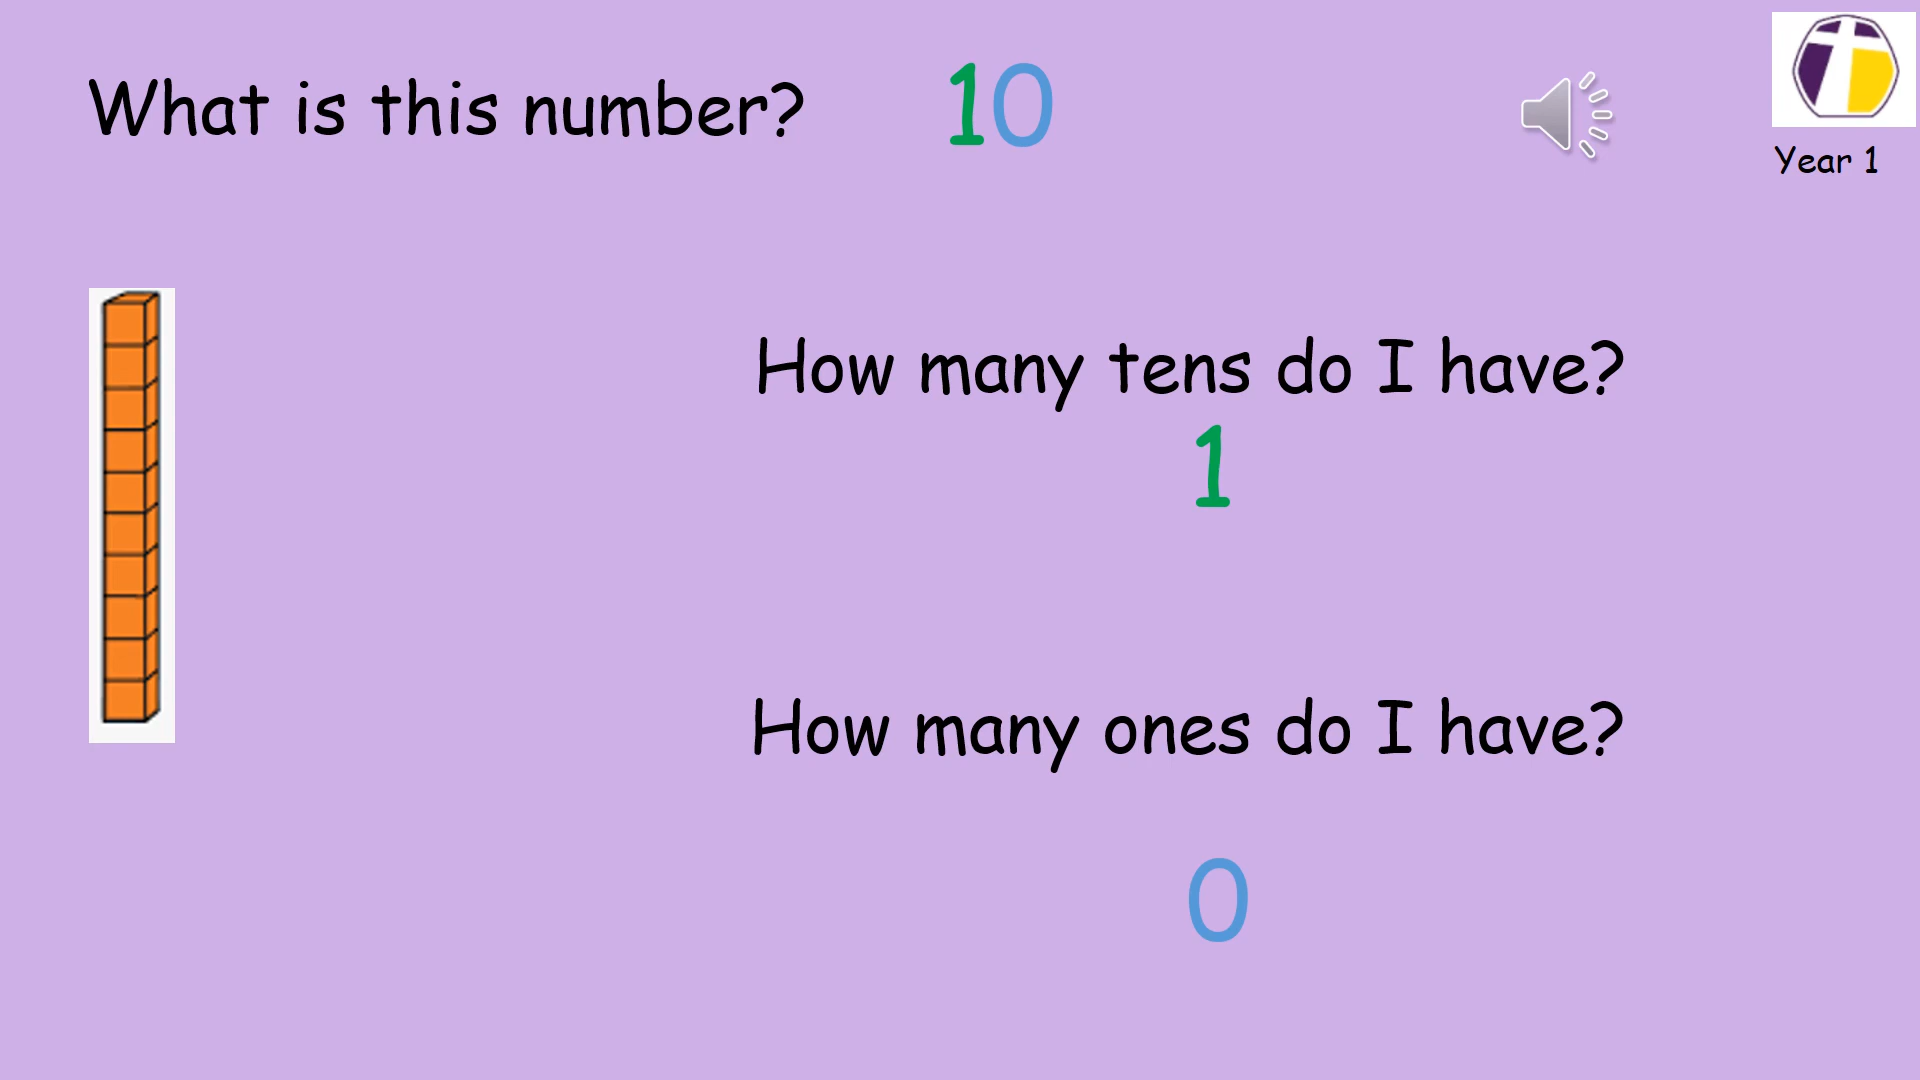 What is this number? 10
Year 1
How many tens do I have?
1
How many ones do I have?
0